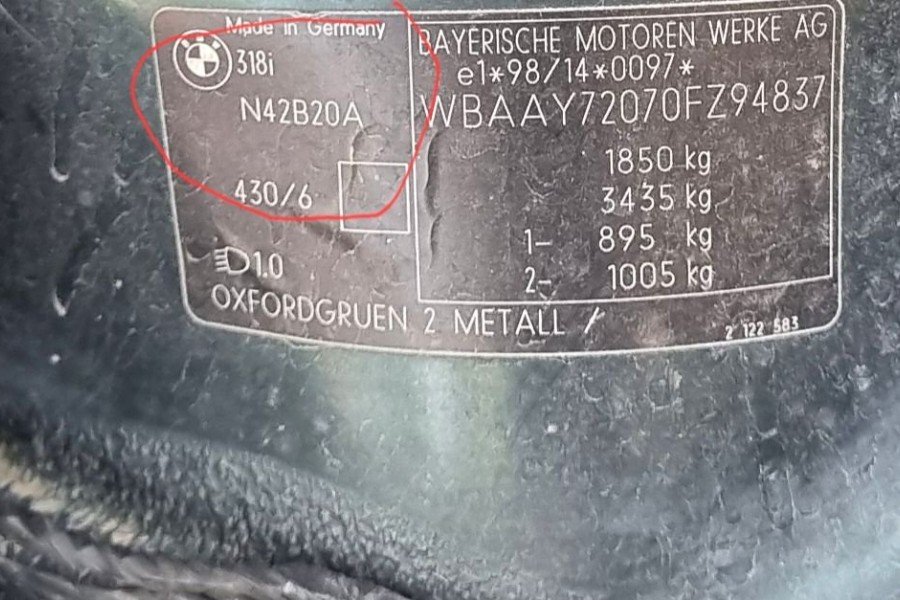 Made in Germany
318i
N42B20A
430/6
1.0
OXFORDGRUEN 2 METALL
BAYERISCHE MOTOREN WERKE AG
e1*98/14*0097*
WBAAY72070FZ94837
1850 kg
3435 kg
1- 895 kg
2- 1005 kg
2 122 583